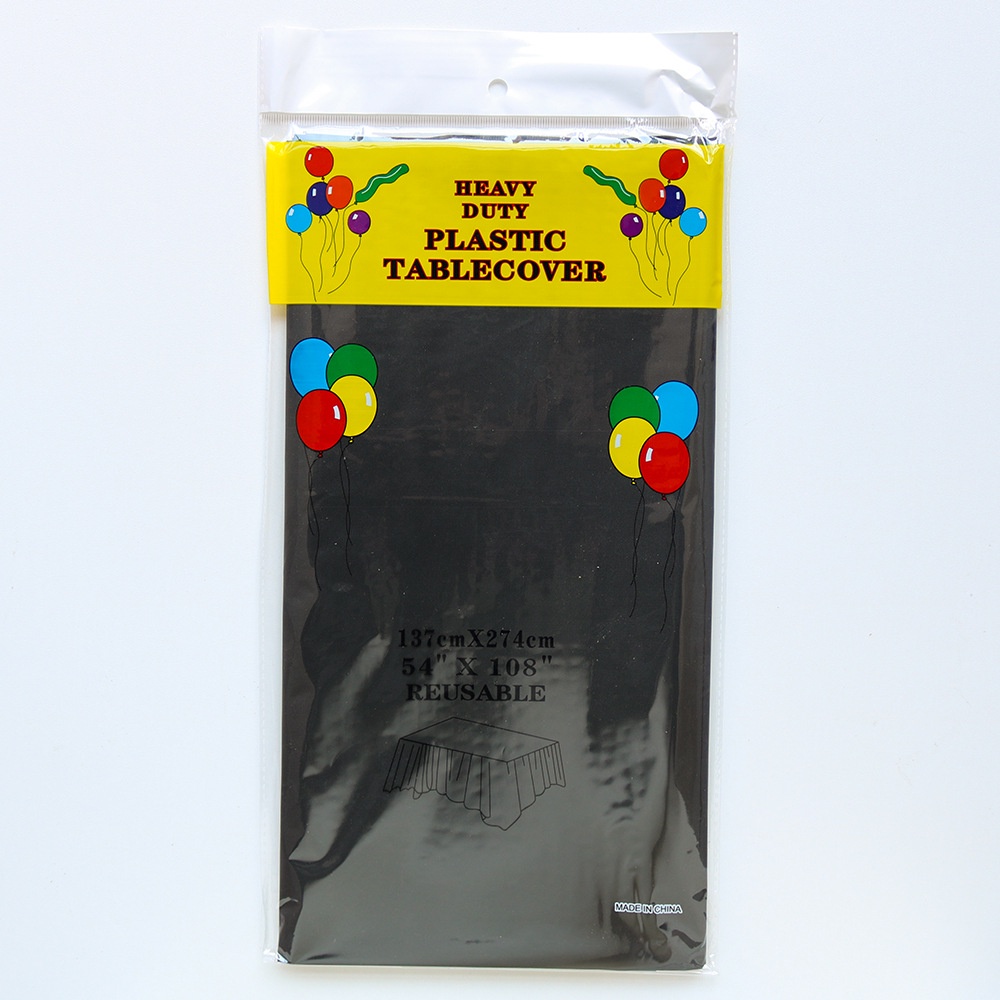 HEAVY
DUTY
PLASTIC
TABLECOVER
137cmX274cm
54" X 108"
REUSABLE
MADE IN CHINA